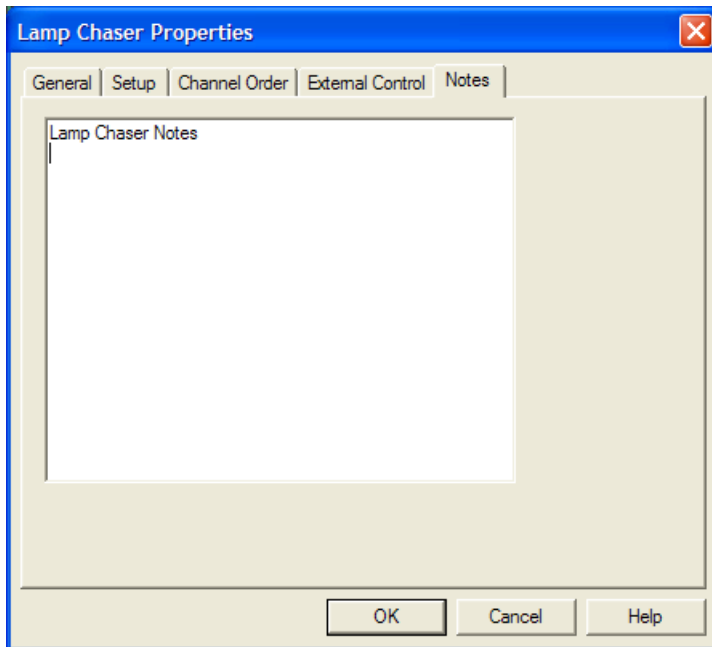 Lamp Chaser Properties
General Setup Channel Order External Control Notes
Lamp Chaser Notes
OK Cancel Help